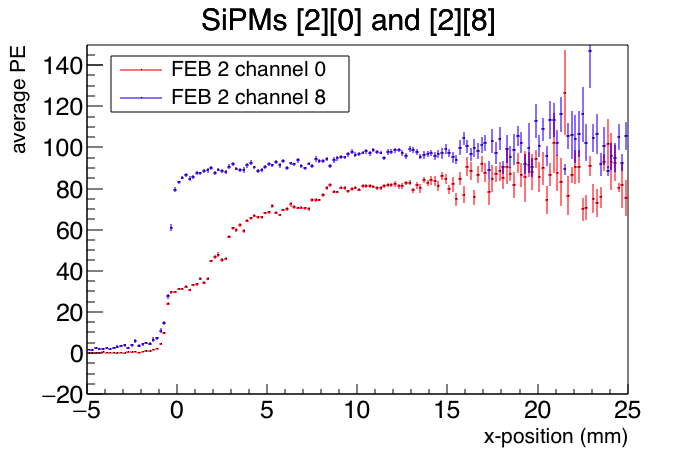 SiPMs [2][0] and [2][8]
average PE
FEB 2 channel 0
FEB 2 channel 8
140
120
100
80
60
40
20
0
−20
−5 0 5 10 15 20 25
x-position (mm)